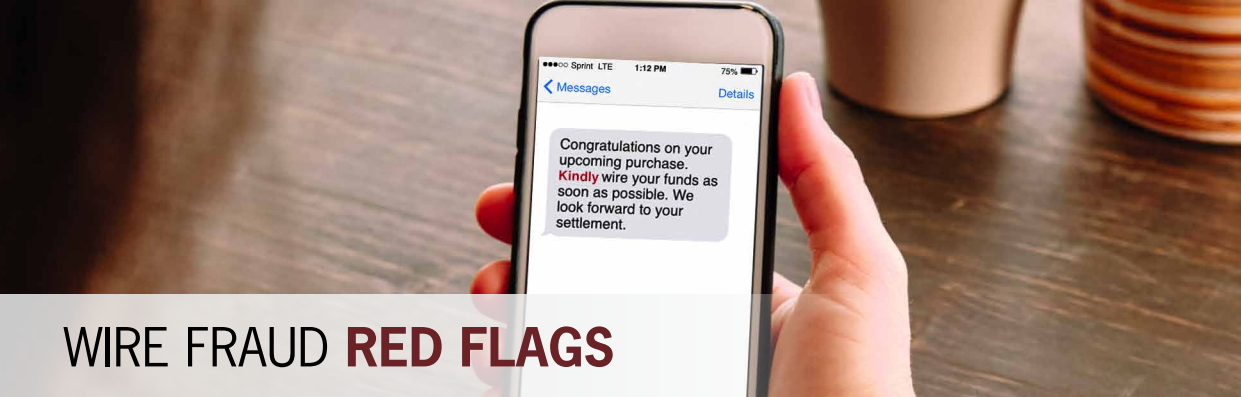 ●●●○○ Sprint LTE 1:12 PM 75%
Messages Details
Congratulations on your
upcoming purchase.
Kindly wire your funds as
soon as possible. We
look forward to your
settlement.
WIRE FRAUD RED FLAGS